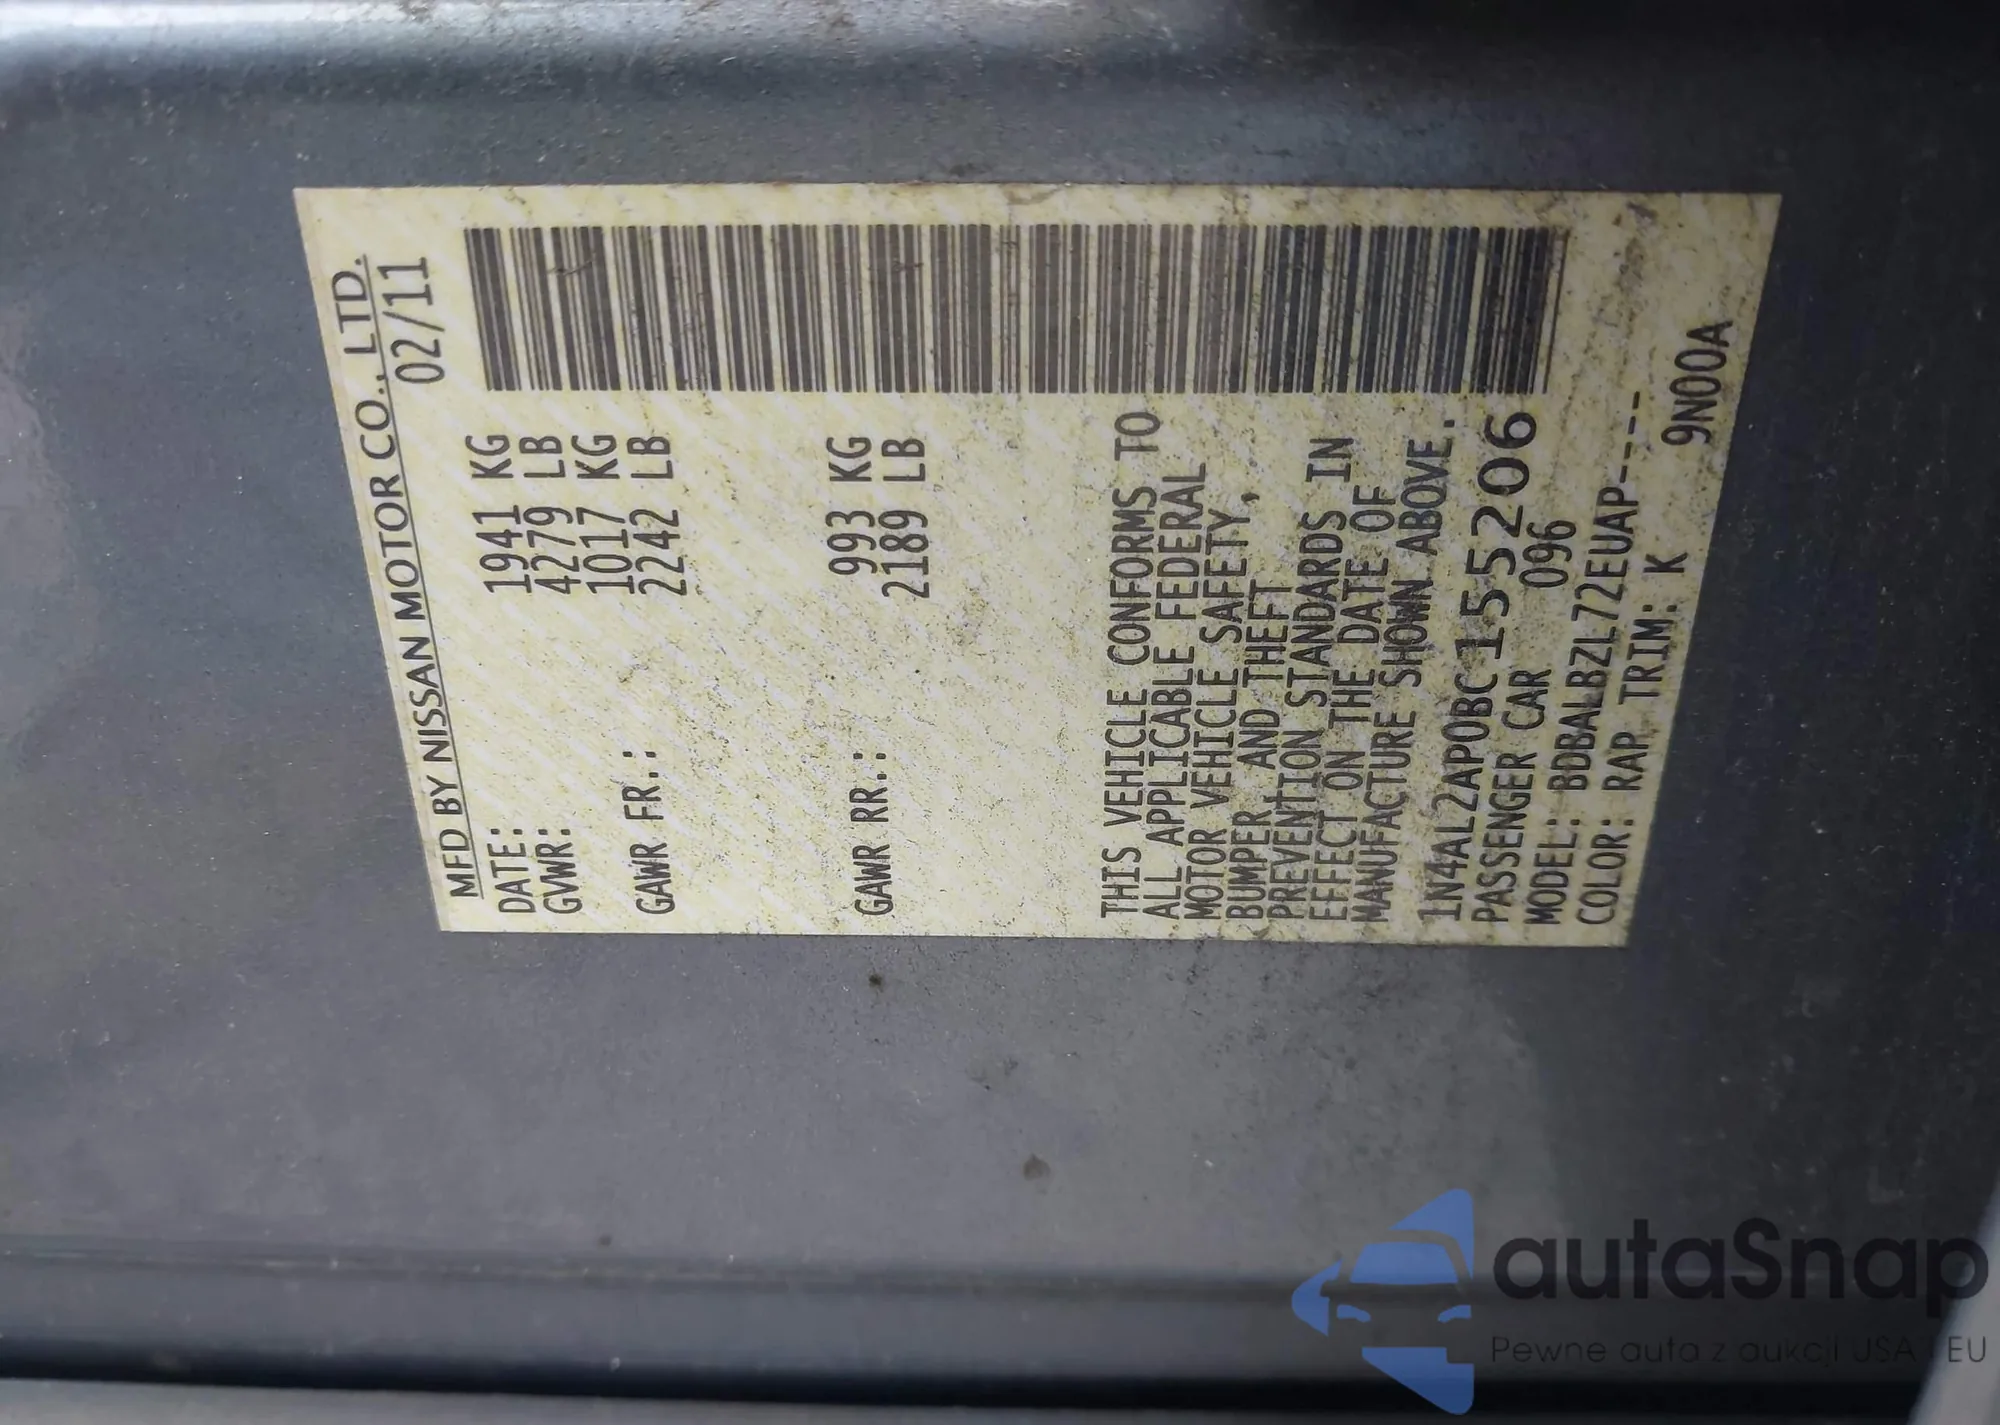 MFD BY NISSAN MOTOR CO., LTD.
DATE: 02/11
GVWR: 1941 KG
4279 LB
GAWR FR.: 1017 KG
2242 LB
GAWR RR.: 993 KG
2189 LB
THIS VEHICLE CONFORMS TO
ALL APPLICABLE FEDERAL
MOTOR VEHICLE SAFETY,
BUMPER AND THEFT
PREVENTION STANDARDS IN
EFFECT ON THE DATE OF
MANUFACTURE SHOWN ABOVE.
1N4AL2AP0BC155206
PASSENGER CAR 096
MODEL: BDBALBZL72EUAP----
COLOR: RAP TRIM: K 9N00A
autaSnap
Pewne auta z aukcji USA i EU